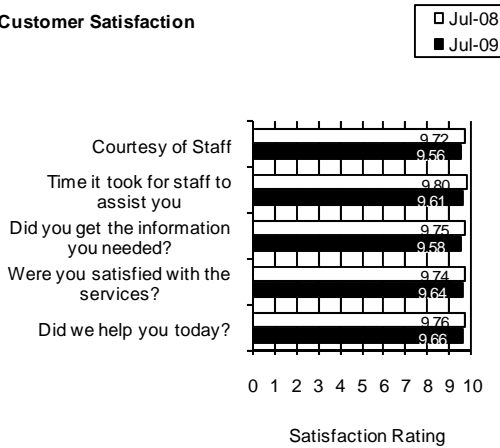 Customer Satisfaction
Jul-08
Jul-09
Courtesy of Staff
9.72
9.56
Time it took for staff to
assist you
9.80
9.61
Did you get the information
you needed?
9.75
9.58
Were you satisfied with the
services?
9.74
9.64
Did we help you today?
9.76
9.66
0 1 2 3 4 5 6 7 8 9 10
Satisfaction Rating